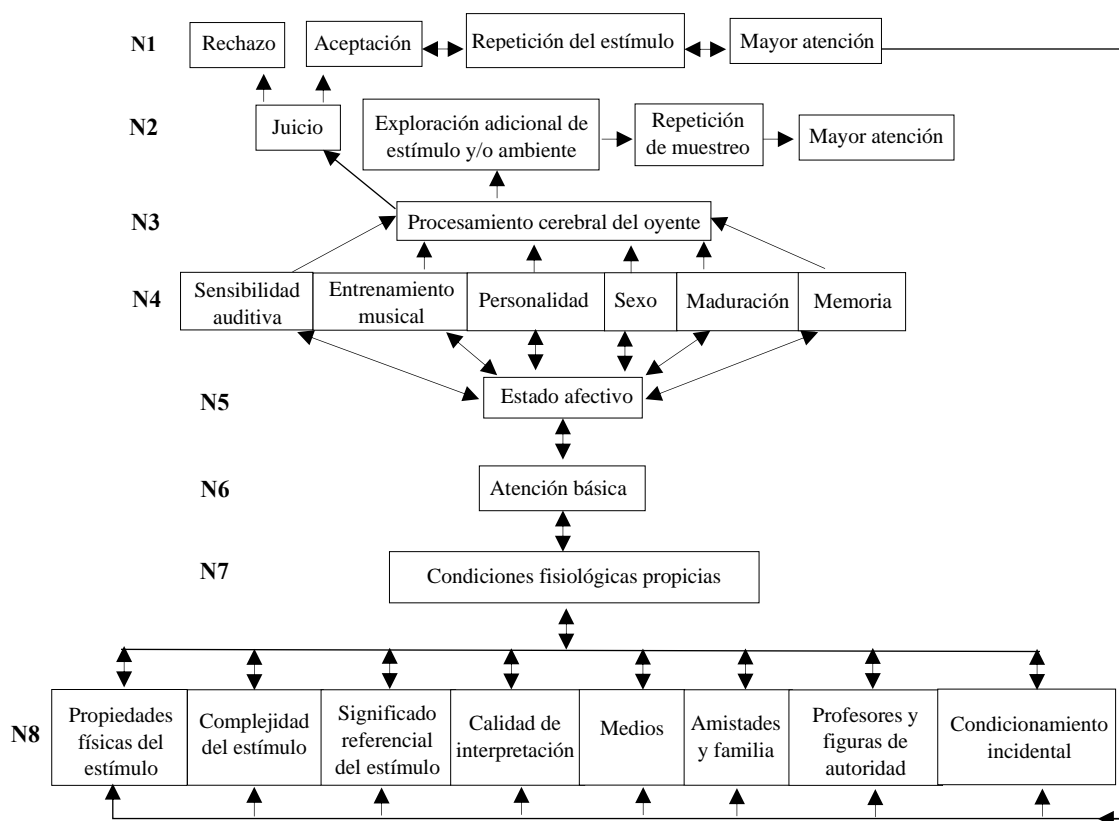 N1
Rechazo
Aceptación
Repetición del estímulo
Mayor atención
N2
Juicio
Exploración adicional de
estímulo y/o ambiente
Repetición
de muestreo
Mayor atención
N3
Procesamiento cerebral del oyente
N4
Sensibilidad
auditiva
Entrenamiento
musical
Personalidad
Sexo
Maduración
Memoria
N5
Estado afectivo
N6
Atención básica
N7
Condiciones fisiológicas propicias
N8
Propiedades
físicas del
estímulo
Complejidad
del estímulo
Significado
referencial
del estímulo
Calidad de
interpretación
Medios
Amistades
y familia
Profesores y
figuras de
autoridad
Condicionamiento
incidental